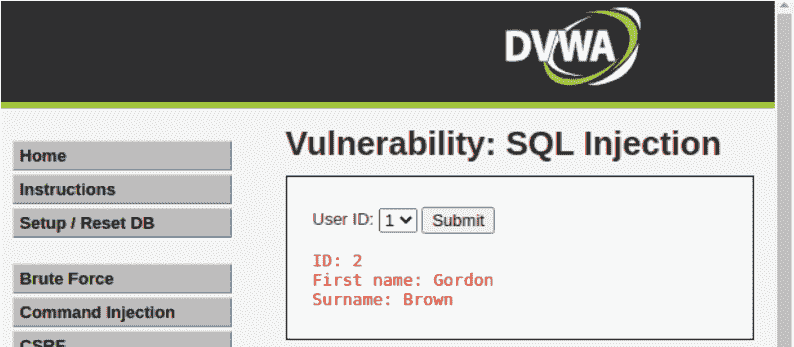 DVWA
Vulnerability: SQL Injection
Home
Instructions
Setup / Reset DB
Brute Force
Command Injection
CSRF
User ID: 1 Submit
ID: 2
First name: Gordon
Surname: Brown